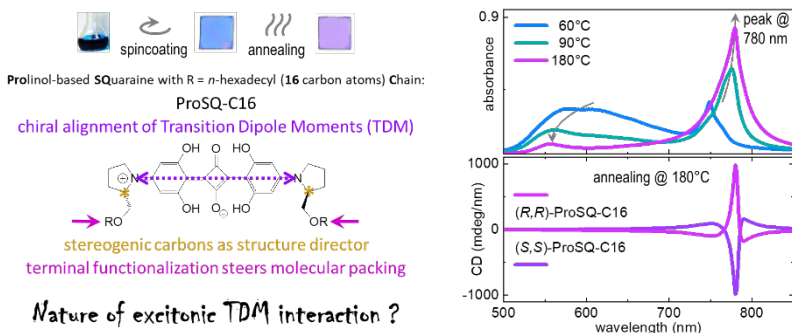 spincoating annealing
Prolinol-based SQuaraine with R = n-hexadecyl (16 carbon atoms) Chain:
ProSQ-C16
chiral alignment of Transition Dipole Moments (TDM)
OH O HO
N N
⊕
OH O HO
⊖
RO OR
stereogenic carbons as structure director
terminal functionalization steers molecular packing
Nature of excitonic TDM interaction ?
0.9
absorbance
60°C
90°C
180°C
peak @
780 nm
1000
0
-1000
CD (mdeg/nm)
annealing @ 180°C
(R,R)-ProSQ-C16
(S,S)-ProSQ-C16
500 600 700 800
wavelength (nm)